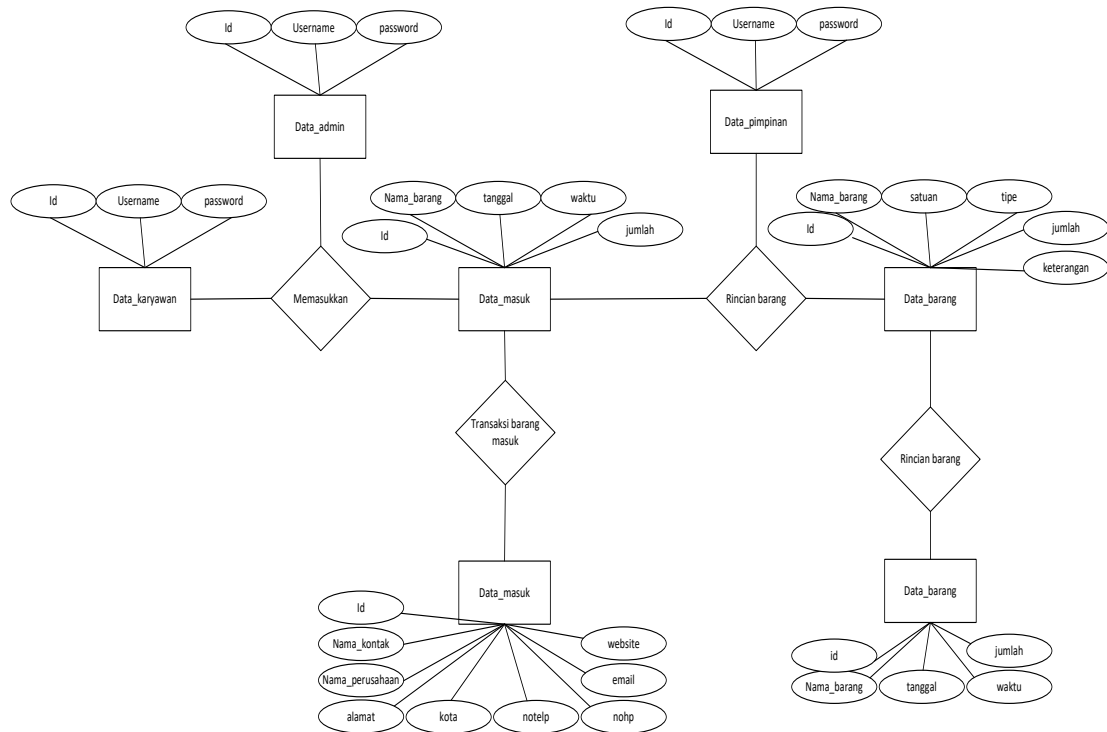 Id
Username
password
Id
Username
password
Data_admin
Data_pimpinan
Id
Username
password
Nama_barang
tanggal
waktu
Id
jumlah
Nama_barang
satuan
tipe
Id
jumlah
keterangan
Data_karyawan
Memasukkan
Data_masuk
Rincian barang
Data_barang
Transaksi barang
masuk
Rincian barang
Data_masuk
Data_barang
Id
Nama_kontak
website
Nama_perusahaan
email
alamat
kota
notelp
nohp
id
jumlah
Nama_barang
tanggal
waktu